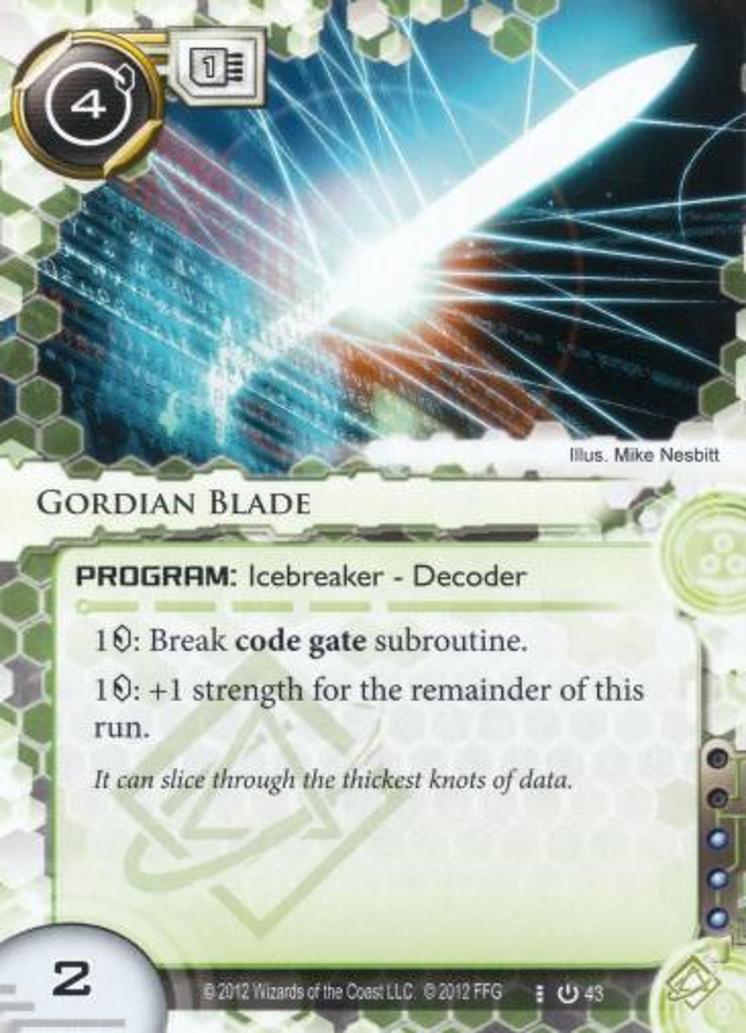 4
1
Illus. Mike Nesbitt
GORDIAN BLADE
PROGRAM: Icebreaker - Decoder
1: Break code gate subroutine.
1: +1 strength for the remainder of this
run.
It can slice through the thickest knots of data.
2
© 2012 Wizards of the Coast LLC. © 2012 FFG 43